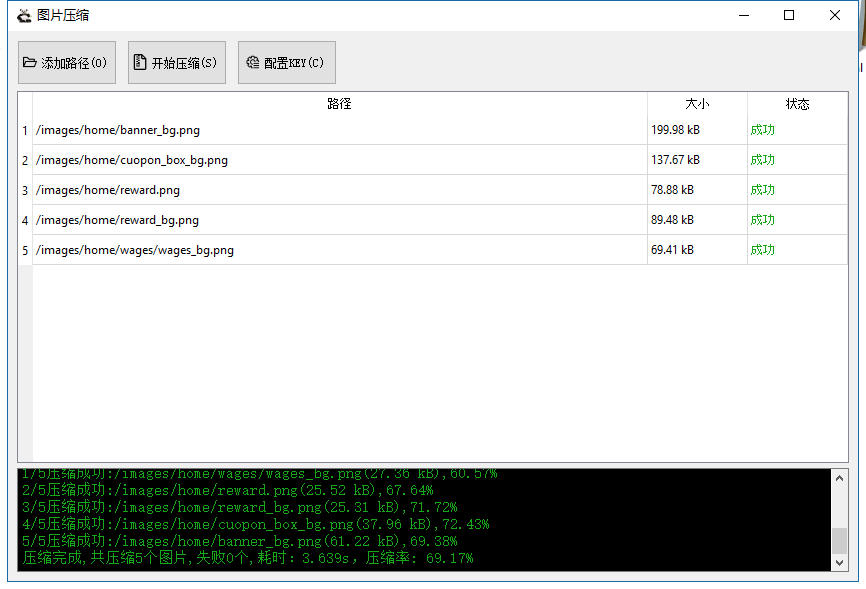 图片压缩
添加路径(O) 开始压缩(S) 配置KEY(C)
路径 大小 状态
1 /images/home/banner_bg.png 199.98 kB 成功
2 /images/home/cuopon_box_bg.png 137.67 kB 成功
3 /images/home/reward.png 78.88 kB 成功
4 /images/home/reward_bg.png 89.48 kB 成功
5 /images/home/wages/wages_bg.png 69.41 kB 成功
1/5压缩成功:/images/home/wages/wages_bg.png(27.36 kB),60.57%
2/5压缩成功:/images/home/reward.png(25.52 kB),67.64%
3/5压缩成功:/images/home/reward_bg.png(25.31 kB),71.72%
4/5压缩成功:/images/home/cuopon_box_bg.png(37.96 kB),72.43%
5/5压缩成功:/images/home/banner_bg.png(61.22 kB),69.38%
压缩完成,共压缩5个图片,失败0个,耗时：3.639s，压缩率: 69.17%